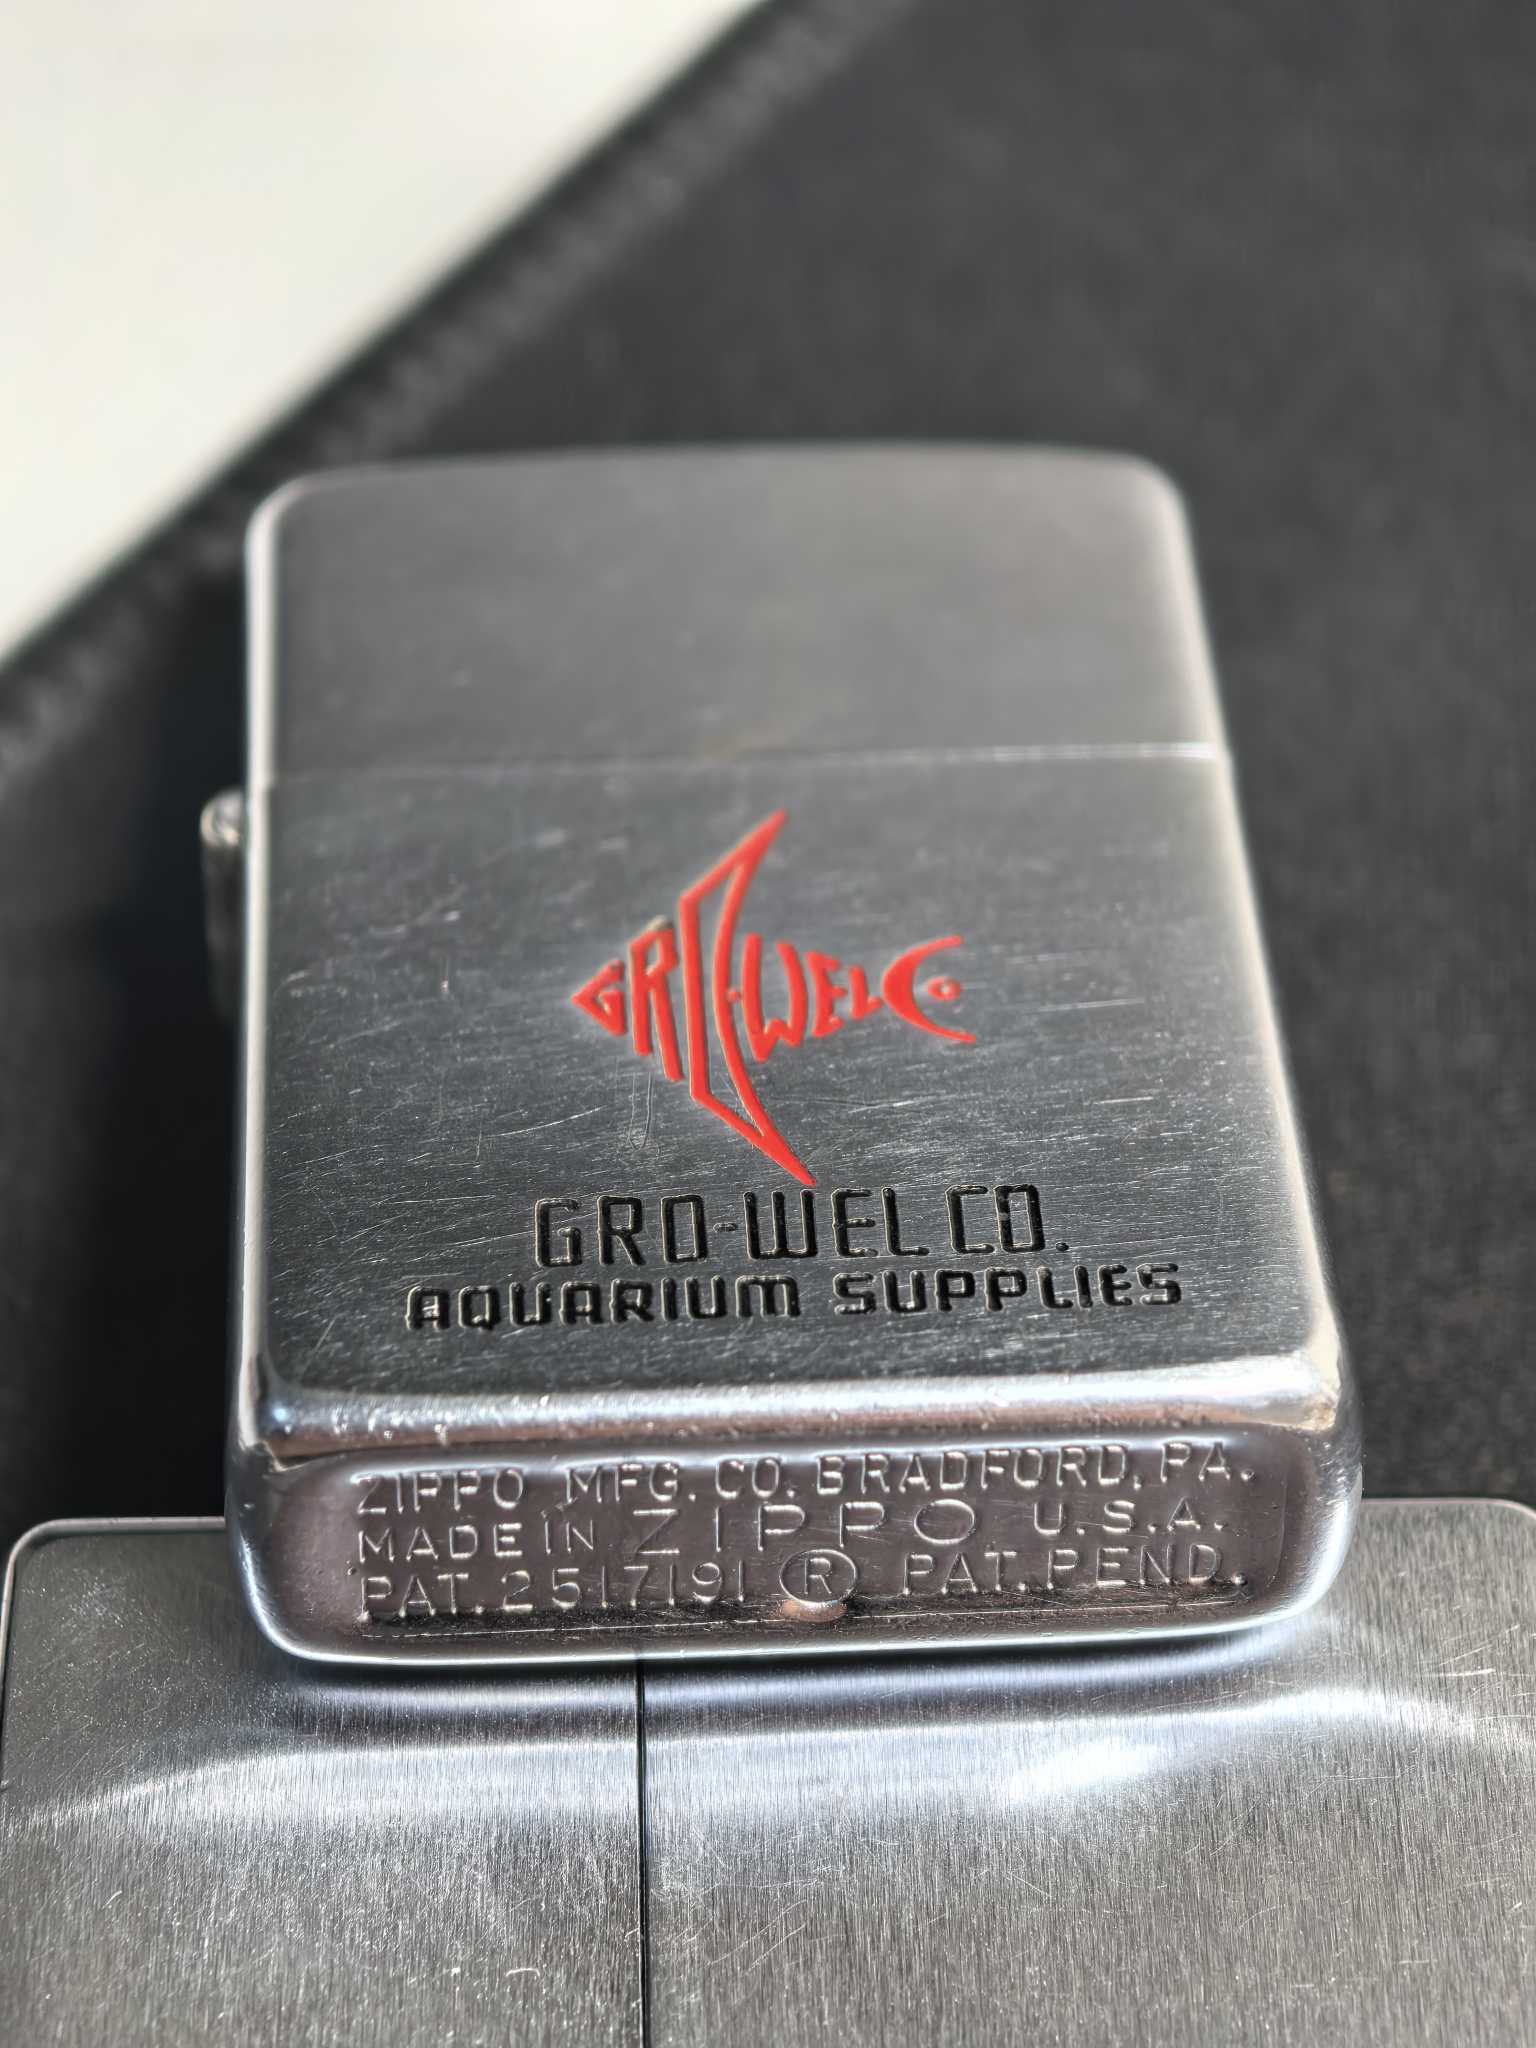 GRO-WEL CO
GRO-WEL CO.
AQUARIUM SUPPLIES
ZIPPO MFG. CO. BRADFORD, PA.
MADE IN ZIPPO U.S.A.
PAT. 2517191 ® PAT. PEND.